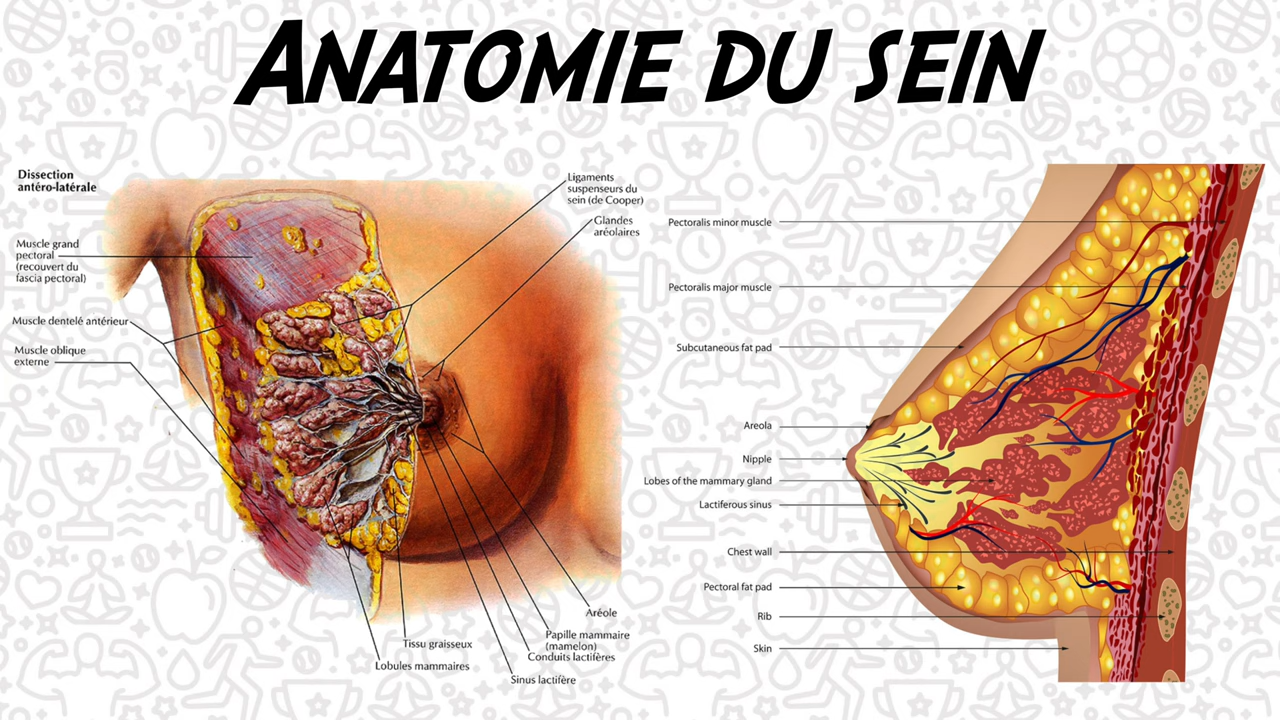 ANATOMIE DU SEIN
Dissection
antéro-latérale
Muscle grand
pectoral
(recouvert du
fascia pectoral)
Muscle dentelé antérieur
Muscle oblique
externe
Ligaments
suspenseurs du
sein (de Cooper)
Glandes
aréolaires
Aréole
Papille mammaire
(mamelon)
Conduits lactifères
Sinus lactifère
Tissu graisseux
Lobules mammaires
Pectoralis minor muscle
Pectoralis major muscle
Subcutaneous fat pad
Areola
Nipple
Lobes of the mammary gland
Lactiferous sinus
Chest wall
Pectoral fat pad
Rib
Skin